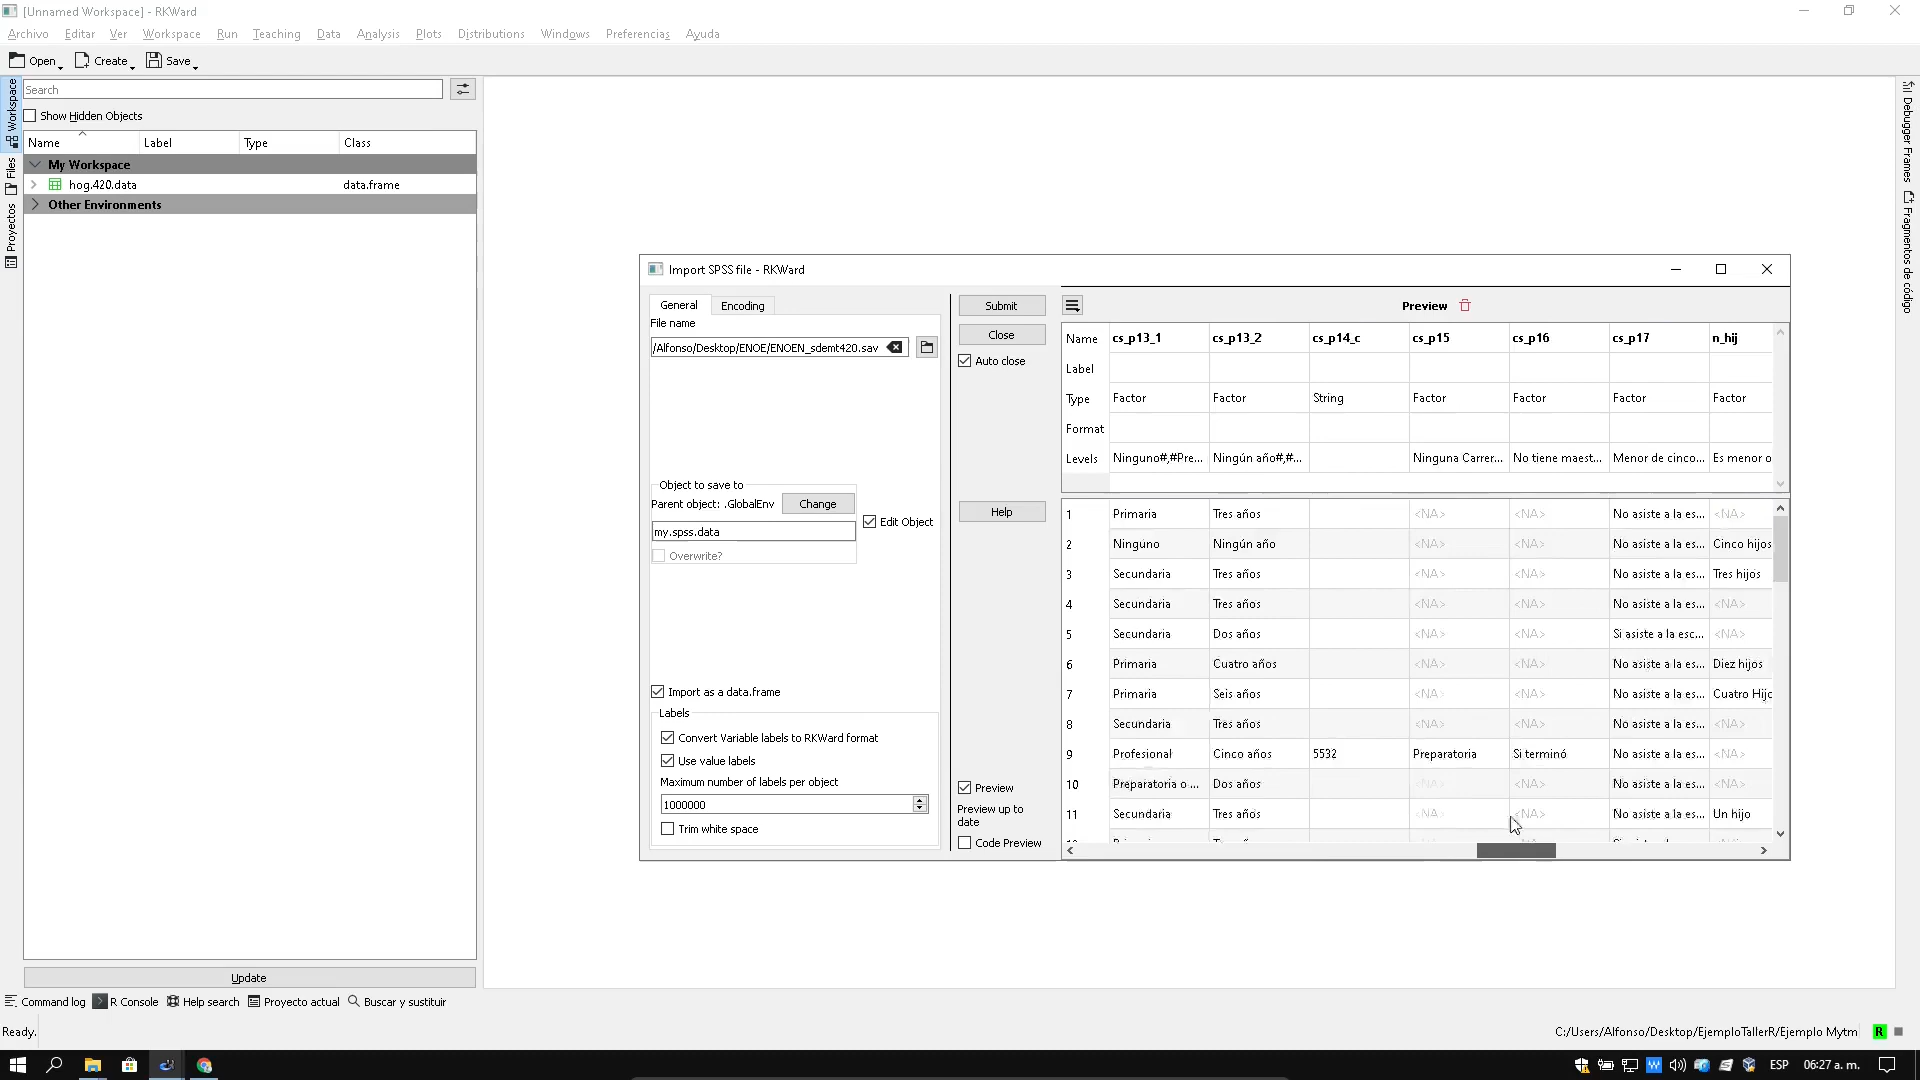 [Unnamed Workspace] - RKWard
Archivo Editar Ver Workspace Run Teaching Data Analysis Plots Distributions Windows Preferencias Ayuda
Open Create Save
Search
Show Hidden Objects
Name Label Type Class
My Workspace
hog.420.data data.frame
Other Environments
Workspace
Files
Proyectos
Debugger Frames
Fragmentos de código
Import SPSS file - RKWard
General Encoding
File name
/Alfonso/Desktop/ENOE/ENOEN_sdemt420.sav
Object to save to
Parent object: .GlobalEnv Change
my.spss.data
Edit Object
Overwrite?
Import as a data.frame
Labels
Convert Variable labels to RKWard format
Use value labels
Maximum number of labels per object
1000000
Trim white space
Submit
Close
Auto close
Help
Preview
Preview up to
date
Code Preview
Preview
Name cs_p13_1 cs_p13_2 cs_p14_c cs_p15 cs_p16 cs_p17 n_hij
Label
Type Factor Factor String Factor Factor Factor Factor
Format
Levels Ninguno#,#Pre... Ningún año#,#... Ninguna Carrer... No tiene maest... Menor de cinco... Es menor o
1 Primaria Tres años <NA> <NA> No asiste a la es... <NA>
2 Ninguno Ningún año <NA> <NA> No asiste a la es... Cinco hijos
3 Secundaria Tres años <NA> <NA> No asiste a la es... Tres hijos
4 Secundaria Tres años <NA> <NA> No asiste a la es... <NA>
5 Secundaria Dos años <NA> <NA> Si asiste a la esc... <NA>
6 Primaria Cuatro años <NA> <NA> No asiste a la es... Diez hijos
7 Primaria Seis años <NA> <NA> No asiste a la es... Cuatro Hijo
8 Secundaria Tres años <NA> <NA> No asiste a la es... <NA>
9 Profesional Cinco años 5532 Preparatoria Si terminó No asiste a la es... <NA>
10 Preparatoria o ... Dos años <NA> <NA> No asiste a la es... <NA>
11 Secundaria Tres años <NA> <NA> No asiste a la es... Un hijo
Update
Command log R Console Help search Proyecto actual Buscar y sustituir
Ready.
C:/Users/Alfonso/Desktop/EjemploTallerR/Ejemplo Mytm R
ESP 06:27 a. m.